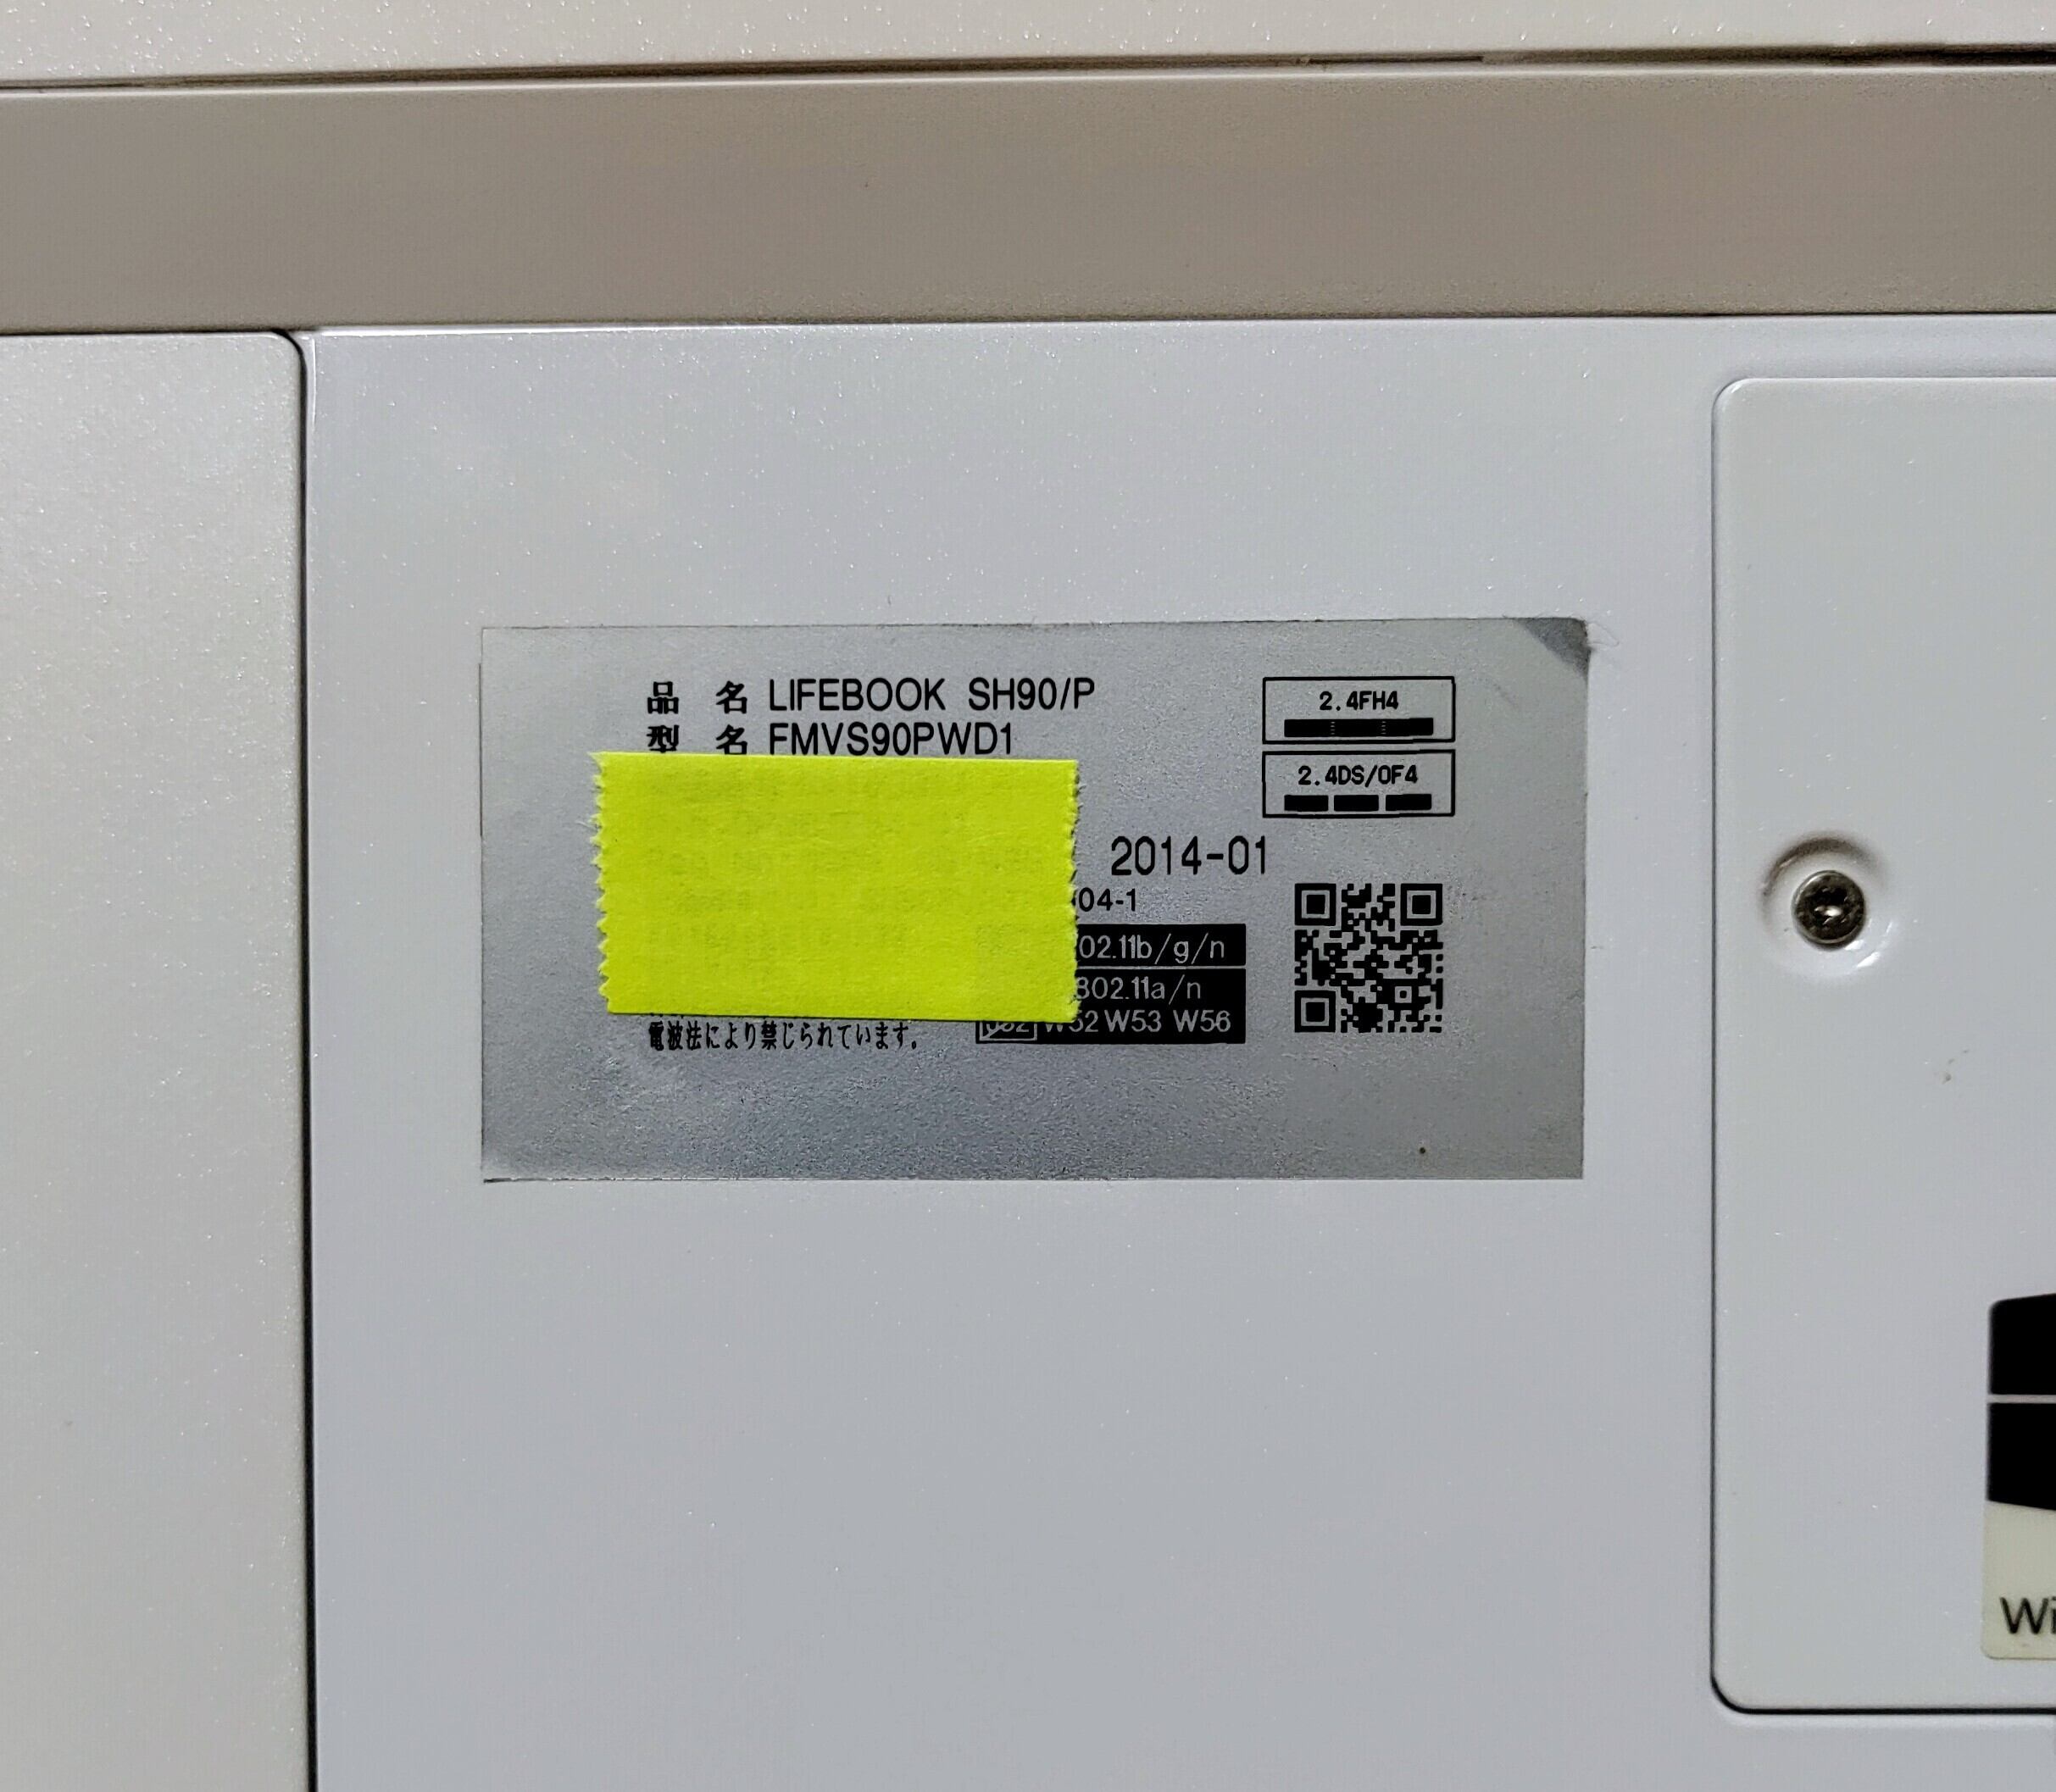 品 名 LIFEBOOK SH90/P
型 名 FMVS90PWD1
2.4FH4
2.4DS/OF4
2014-01
04-1
02.11b/g/n
802.11a/n
W52 W53 W56
電波法により禁じられています。
Wi